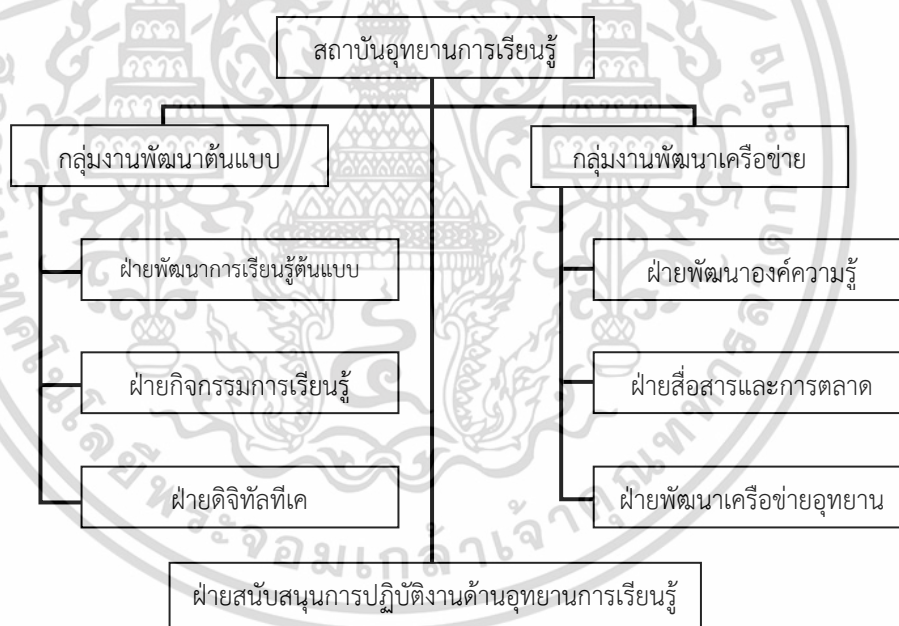 สถาบันอุทยานการเรียนรู้
กลุ่มงานพัฒนาต้นแบบ
กลุ่มงานพัฒนาเครือข่าย
ฝ่ายพัฒนาการเรียนรู้ต้นแบบ
ฝ่ายพัฒนาองค์ความรู้
ฝ่ายกิจกรรมการเรียนรู้
ฝ่ายสื่อสารและการตลาด
ฝ่ายดิจิทัลทีเค
ฝ่ายพัฒนาเครือข่ายอุทยาน
ฝ่ายสนับสนุนการปฏิบัติงานด้านอุทยานการเรียนรู้